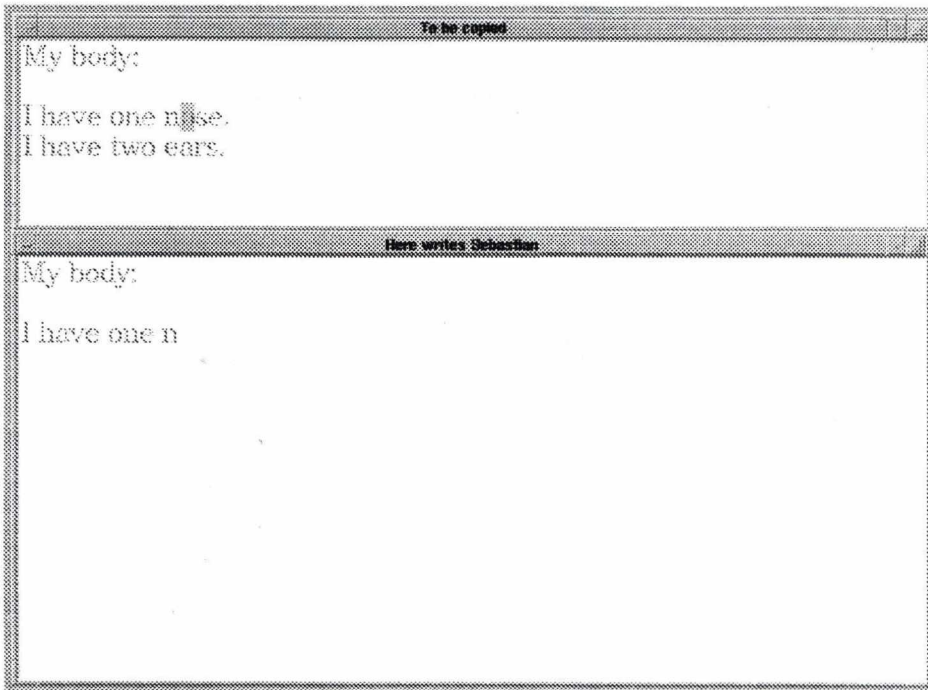 To be copied
My body:
I have one nose.
I have two ears.
Here writes Sebastian
My body:
I have one n